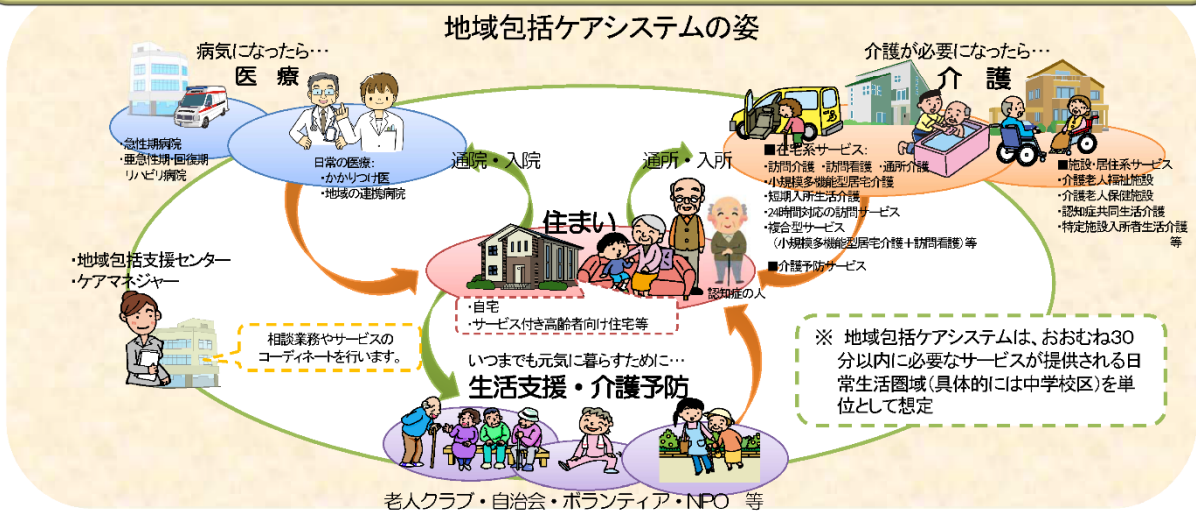 地域包括ケアシステムの姿
病気になったら…
医 療
・急性期病院
・亜急性期・回復期
リハビリ病院
日常の医療:
・かかりつけ医
・地域の連携病院
通院・入院
通所・入所
介護が必要になったら…
介 護
■在宅系サービス:
・訪問介護 ・訪問看護 ・通所介護
・小規模多機能型居宅介護
・短期入所生活介護
・24時間対応の訪問サービス
・複合型サービス
(小規模多機能型居宅介護+訪問看護)等
■介護予防サービス
■施設・居住系サービス
・介護老人福祉施設
・介護老人保健施設
・認知症共同生活介護
・特定施設入所者生活介護
等
住まい
・自宅
・サービス付き高齢者向け住宅等
認知症の人
・地域包括支援センター
・ケアマネジャー
相談業務やサービスの
コーディネートを行います。
いつまでも元気に暮らすために…
生活支援・介護予防
老人クラブ・自治会・ボランティア・NPO 等
※ 地域包括ケアシステムは、おおむね30
分以内に必要なサービスが提供される日
常生活圏域(具体的には中学校区)を単
位として想定